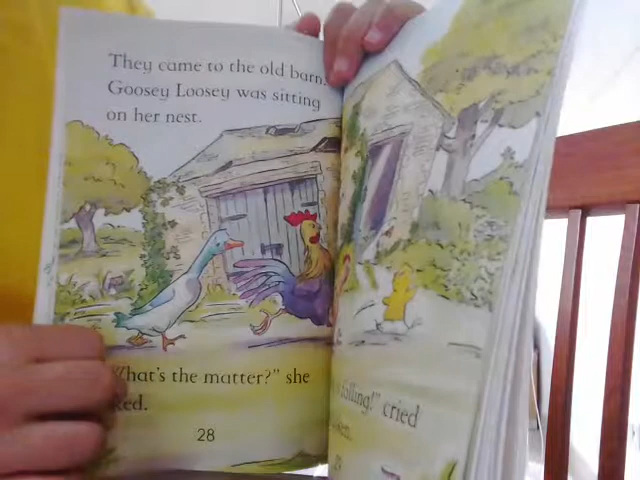 They came to the old barn.
Goosey Loosey was sitting
on her nest.
What's the matter?" she
28
falling!" cried